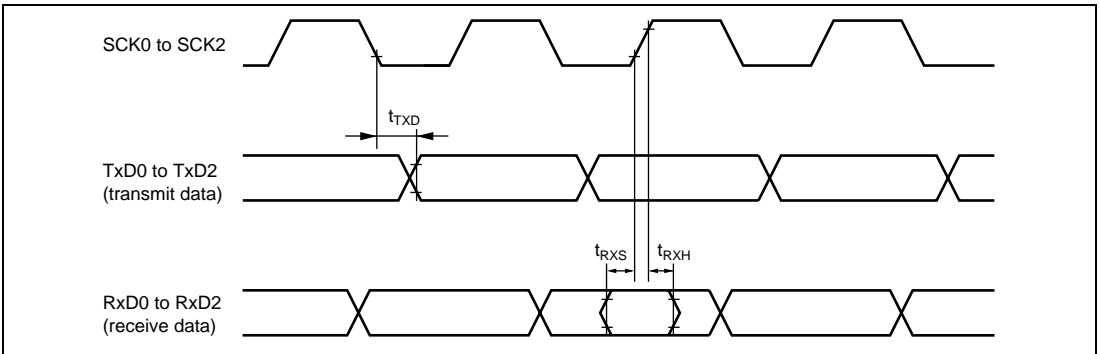 SCK0 to SCK2
tTXD
TxD0 to TxD2
(transmit data)
tRXS
tRXH
RxD0 to RxD2
(receive data)